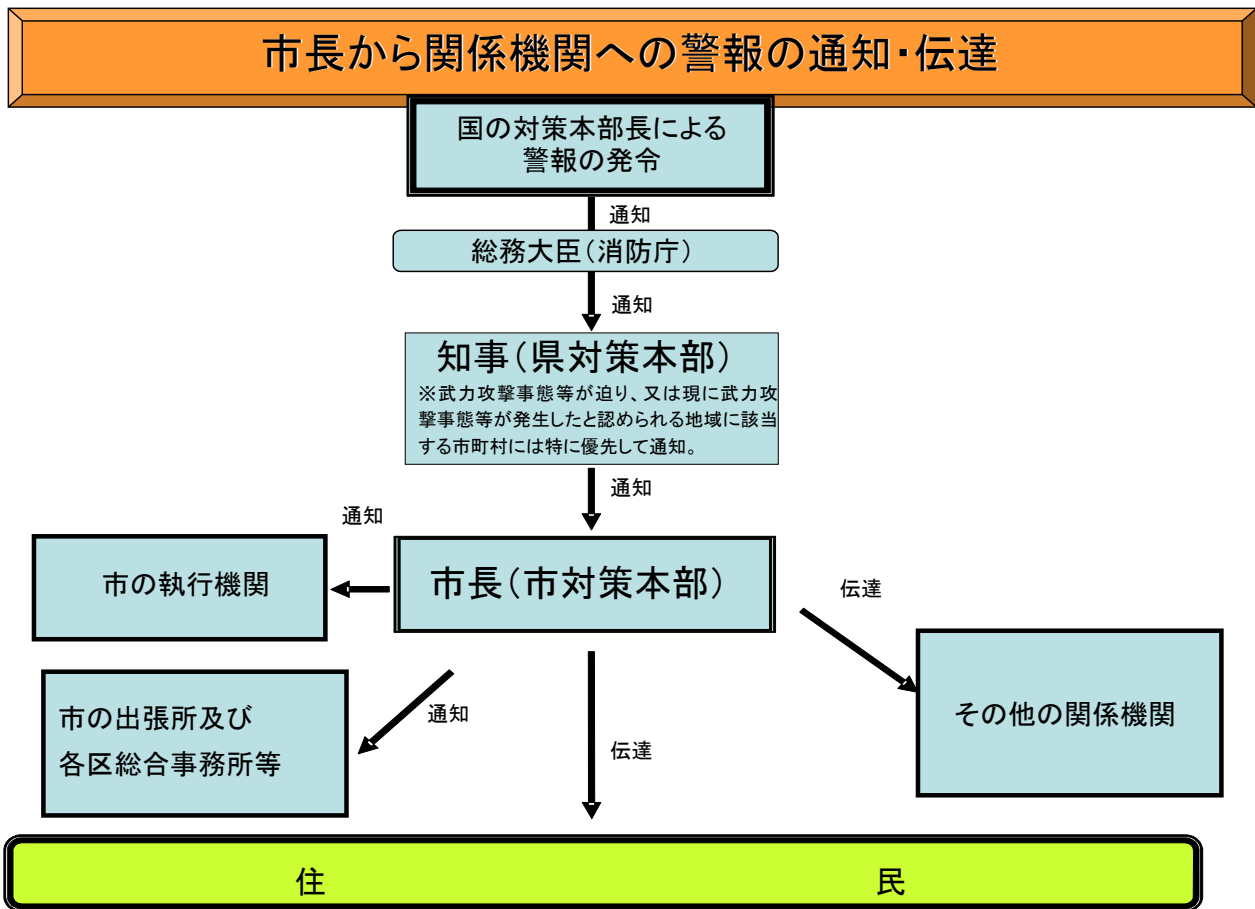 市長から関係機関への警報の通知・伝達
国の対策本部長による
警報の発令
通知
総務大臣(消防庁)
通知
知事(県対策本部)
※武力攻撃事態等が迫り、又は現に武力攻
撃事態等が発生したと認められる地域に該当
する市町村には特に優先して通知。
通知
通知
市の執行機関
市長(市対策本部)
伝達
市の出張所及び
各区総合事務所等
通知
伝達
その他の関係機関
住 民